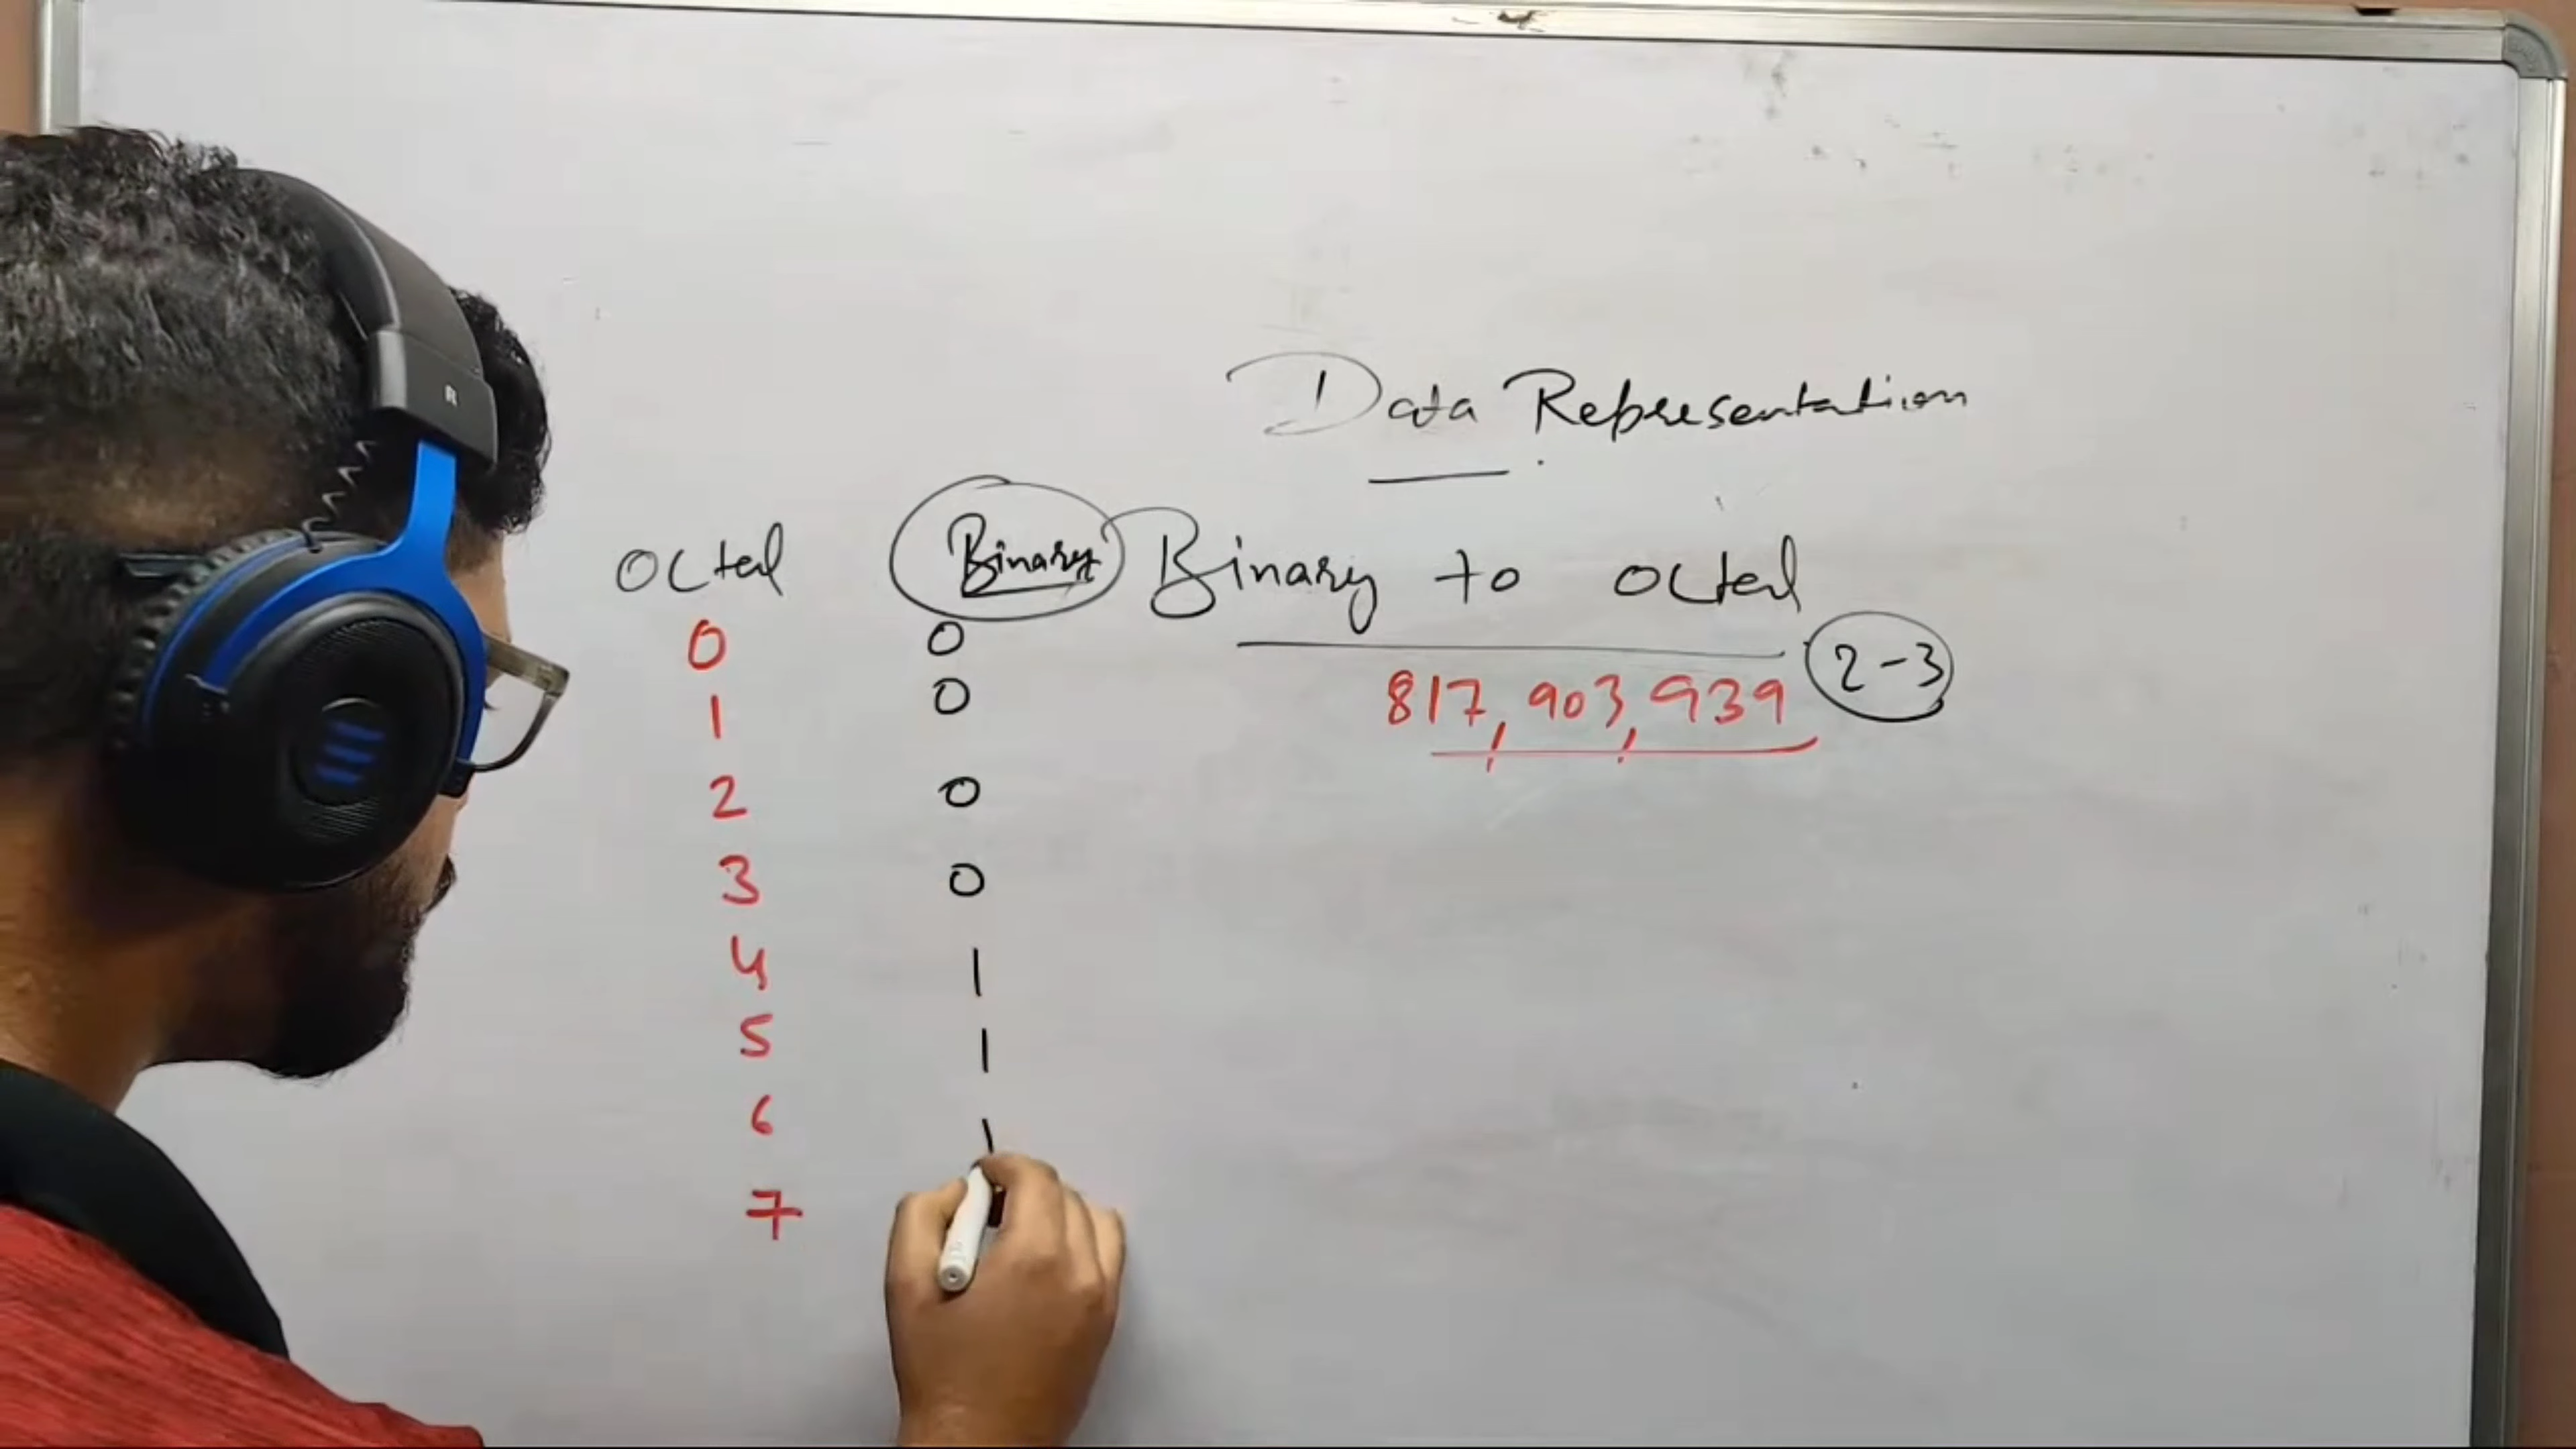 R
Data Representation
Octal Binary Binary to Octal
0 0 2-3
1 0 817,903,939
2 0
3 0
4 1
5 1
6 1
7